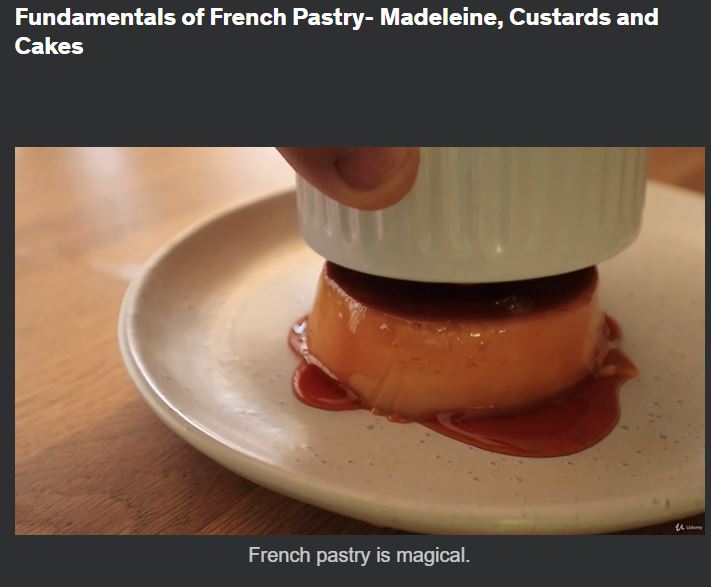 Fundamentals of French Pastry- Madeleine, Custards and
Cakes
Udemy
French pastry is magical.